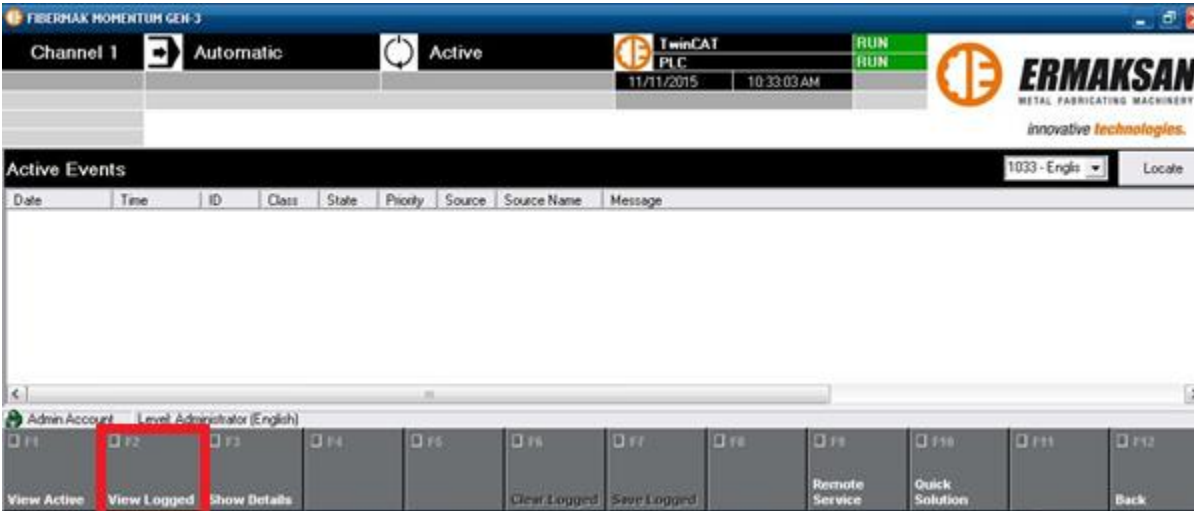 FIBERMAK MOMENTUM GEN-3
Channel 1 Automatic Active TwinCAT RUN
PLC RUN
11/11/2015 10:33:03 AM
ERMAKSAN
METAL FABRICATING MACHINERY
innovative technologies.
Active Events 1033 - Englis Locate
Date Time ID Class State Priority Source Source Name Message
Admin Account Level: Administrator (English)
F1 F2 F3 F4 F5 F6 F7 F8 F9 F10 F11 F12
View Active View Logged Show Details Clear Logged Save Logged Remote Service Quick Solution Back